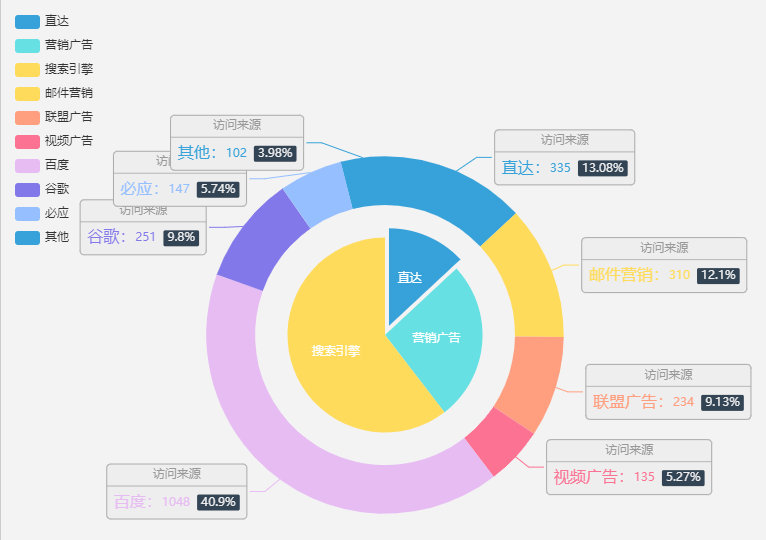 直达
营销广告
搜索引擎
邮件营销
联盟广告
视频广告
百度
谷歌
必应
其他
访问来源
其他： 102 3.98%
访问来源
直达： 335 13.08%
访
必应： 147 5.74%
访问来源
谷歌： 251 9.8%
访问来源
邮件营销： 310 12.1%
直达
营销广告
搜索引擎
访问来源
联盟广告： 234 9.13%
访问来源
视频广告： 135 5.27%
访问来源
百度： 1048 40.9%